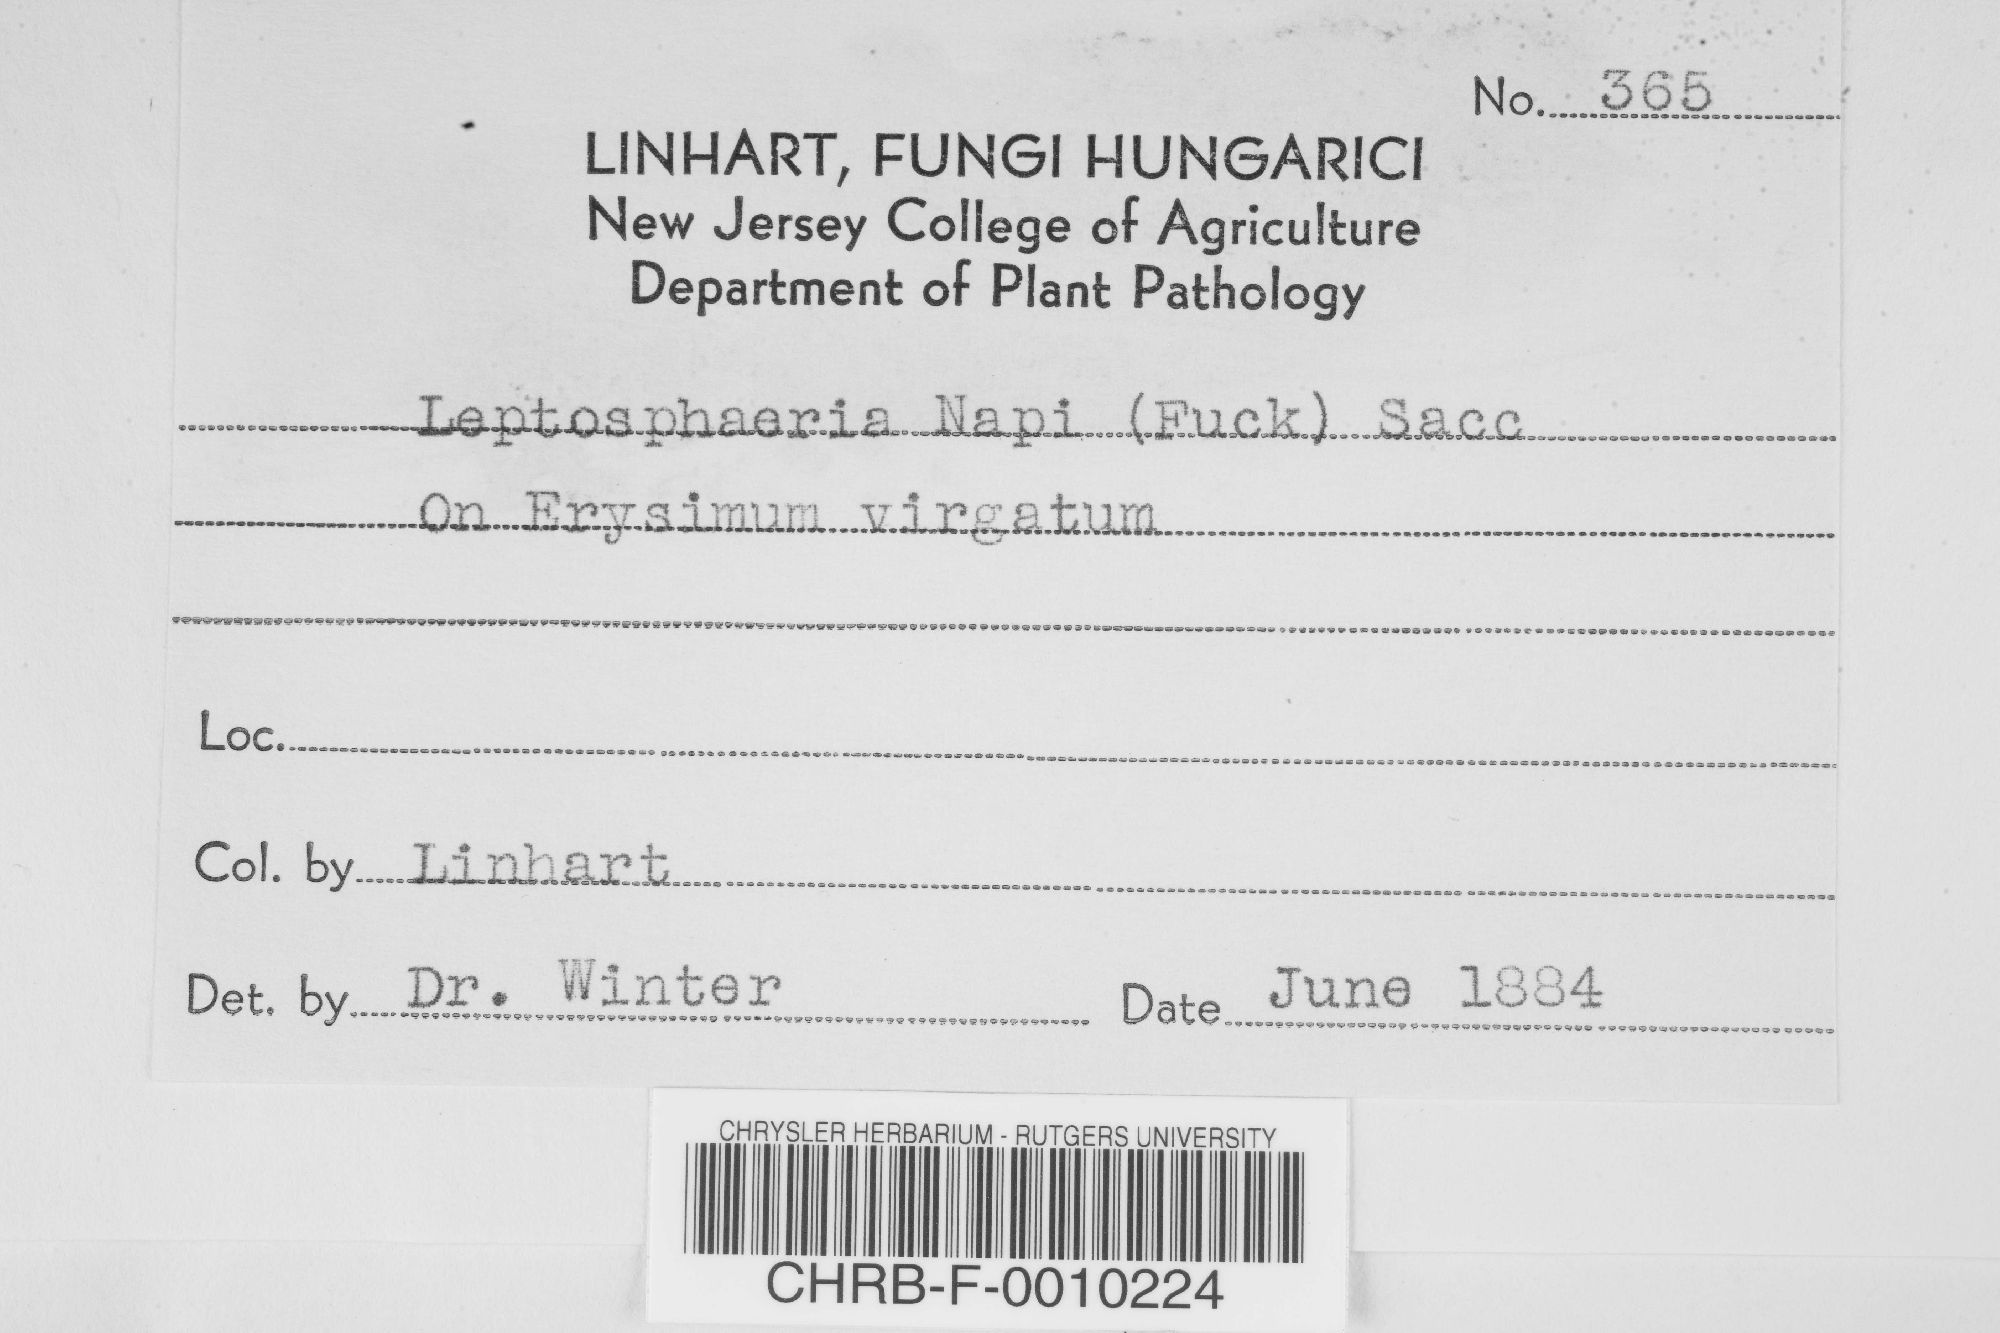 No. 365
LINHART, FUNGI HUNGARICI
New Jersey College of Agriculture
Department of Plant Pathology
Leptosphaeria Napi (Fuck) Sacc
On Erysimum virgatum
Loc.
Col. by Linhart
Det. by Dr. Winter Date June 1884
CHRYSLER HERBARIUM - RUTGERS UNIVERSITY
CHRB-F-0010224